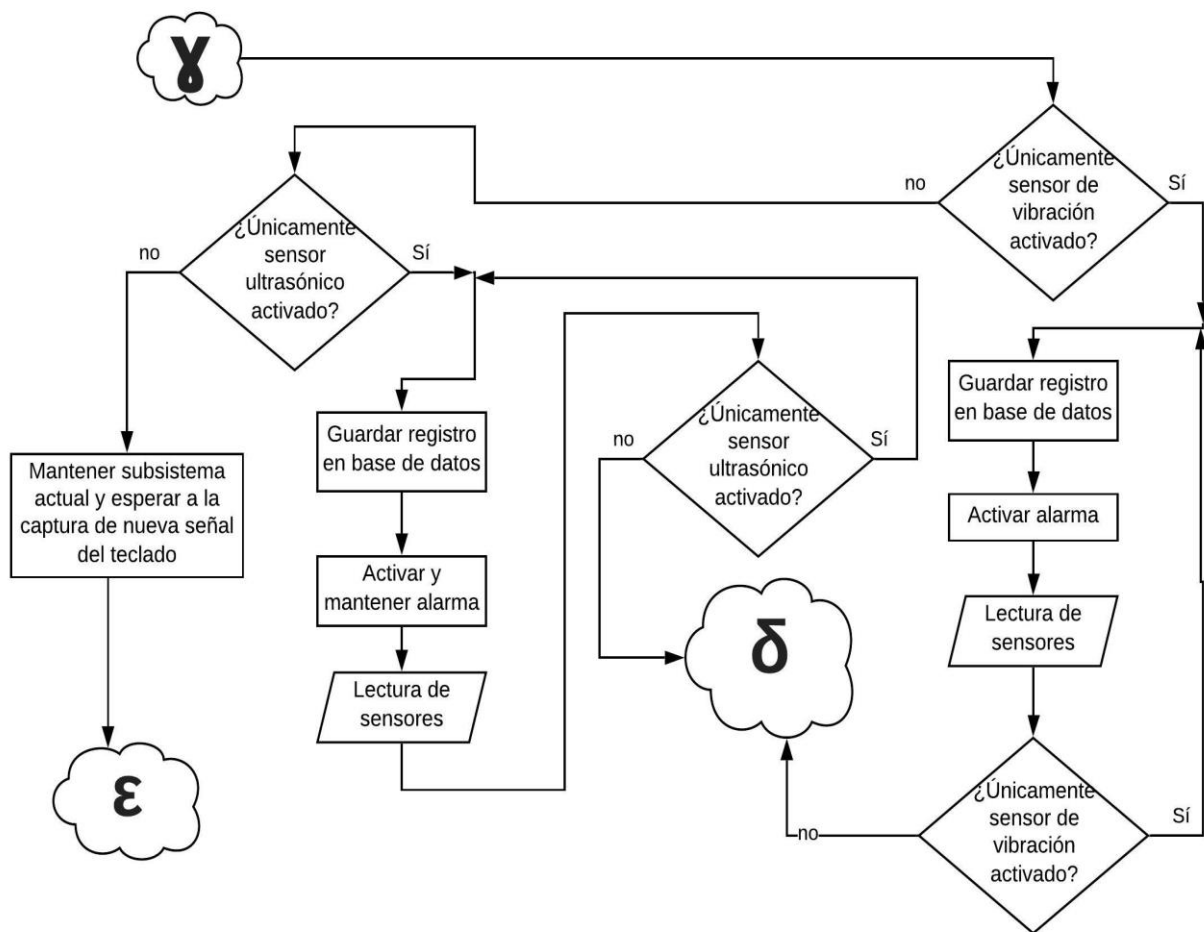 Ɣ
¿Únicamente
sensor de
vibración
activado?
no
Sí
¿Únicamente
sensor
ultrasónico
activado?
no
Sí
Mantener subsistema
actual y esperar a la
captura de nueva señal
del teclado
ε
Guardar registro
en base de datos
Activar y
mantener alarma
Lectura de
sensores
¿Únicamente
sensor
ultrasónico
activado?
no
Sí
δ
Guardar registro
en base de datos
Activar alarma
Lectura de
sensores
¿Únicamente
sensor de
vibración
activado?
no
Sí